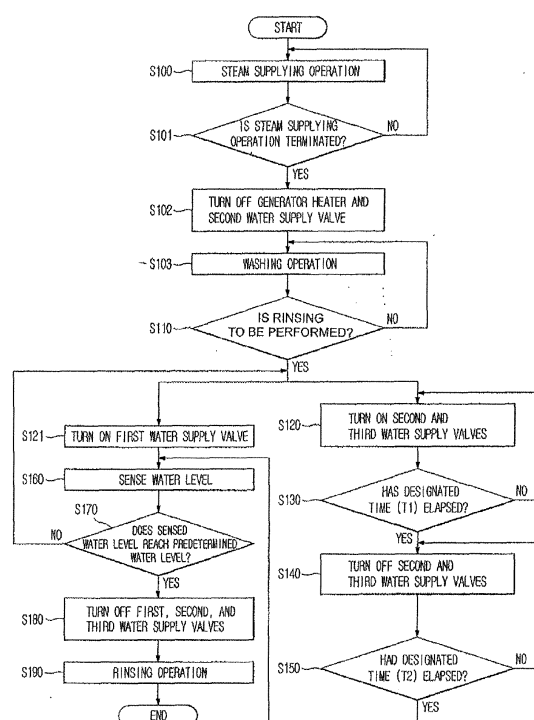 START
S100
STEAM SUPPLYING OPERATION
S101
IS STEAM SUPPLYING
OPERATION TERMINATED?
NO
YES
S102
TURN OFF GENERATOR HEATER AND
SECOND WATER SUPPLY VALVE
S103
WASHING OPERATION
S110
IS RINSING
TO BE PERFORMED?
NO
YES
S121
TURN ON FIRST WATER SUPPLY VALVE
S120
TURN ON SECOND AND
THIRD WATER SUPPLY VALVES
S160
SENSE WATER LEVEL
S130
HAS DESIGNATED
TIME (T1) ELAPSED?
NO
YES
S170
DOES SENSED
WATER LEVEL REACH PREDETERMINED
WATER LEVEL?
NO
YES
S140
TURN OFF SECOND AND
THIRD WATER SUPPLY VALVES
S180
TURN OFF FIRST, SECOND, AND
THIRD WATER SUPPLY VALVES
S150
HAD DESIGNATED
TIME (T2) ELAPSED?
NO
YES
S190
RINSING OPERATION
END